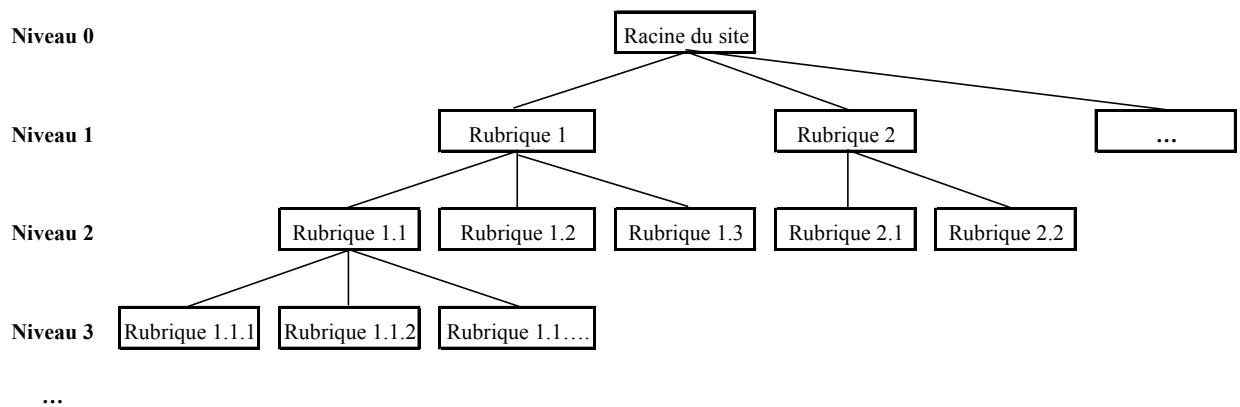 Niveau 0 Racine du site
Niveau 1 Rubrique 1 Rubrique 2 ...
Niveau 2 Rubrique 1.1 Rubrique 1.2 Rubrique 1.3 Rubrique 2.1 Rubrique 2.2
Niveau 3 Rubrique 1.1.1 Rubrique 1.1.2 Rubrique 1.1....
...